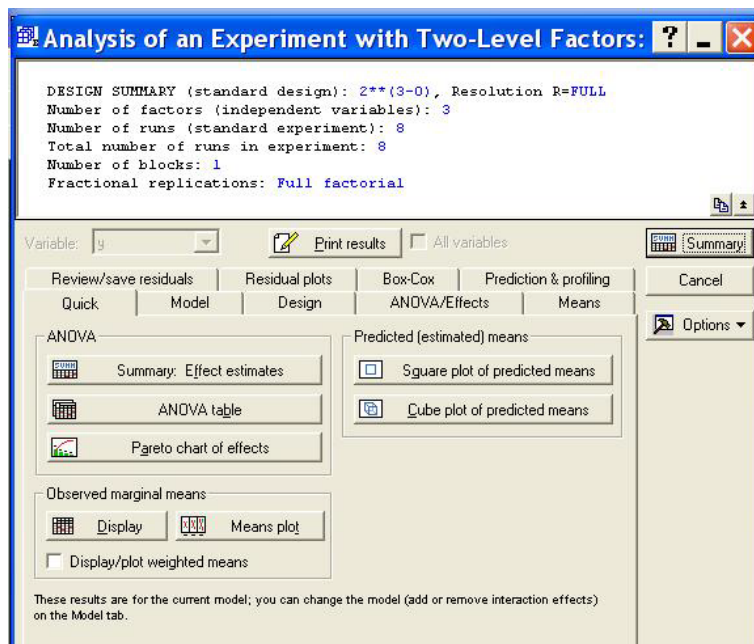 Analysis of an Experiment with Two-Level Factors:
DESIGN SUMMARY (standard design): 2**(3-0), Resolution R=FULL
Number of factors (independent variables): 3
Number of runs (standard experiment): 8
Total number of runs in experiment: 8
Number of blocks: 1
Fractional replications: Full factorial
Variable: y Print results All variables Summary
Review/save residuals Residual plots Box-Cox Prediction & profiling Cancel
Quick Model Design ANOVA/Effects Means
Options
ANOVA Predicted (estimated) means
Summary: Effect estimates Square plot of predicted means
ANOVA table Cube plot of predicted means
Pareto chart of effects
Observed marginal means
Display Means plot
Display/plot weighted means
These results are for the current model; you can change the model (add or remove interaction effects)
on the Model tab.